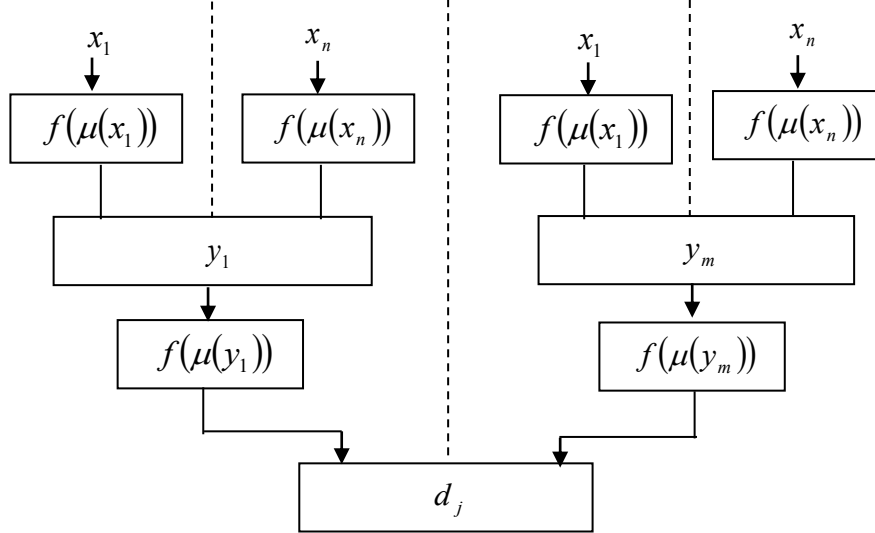 x₁ xₙ x₁ xₙ
f(μ(x₁)) f(μ(xₙ)) f(μ(x₁)) f(μ(xₙ))
y₁ yₘ
f(μ(y₁)) f(μ(yₘ))
dⱼ